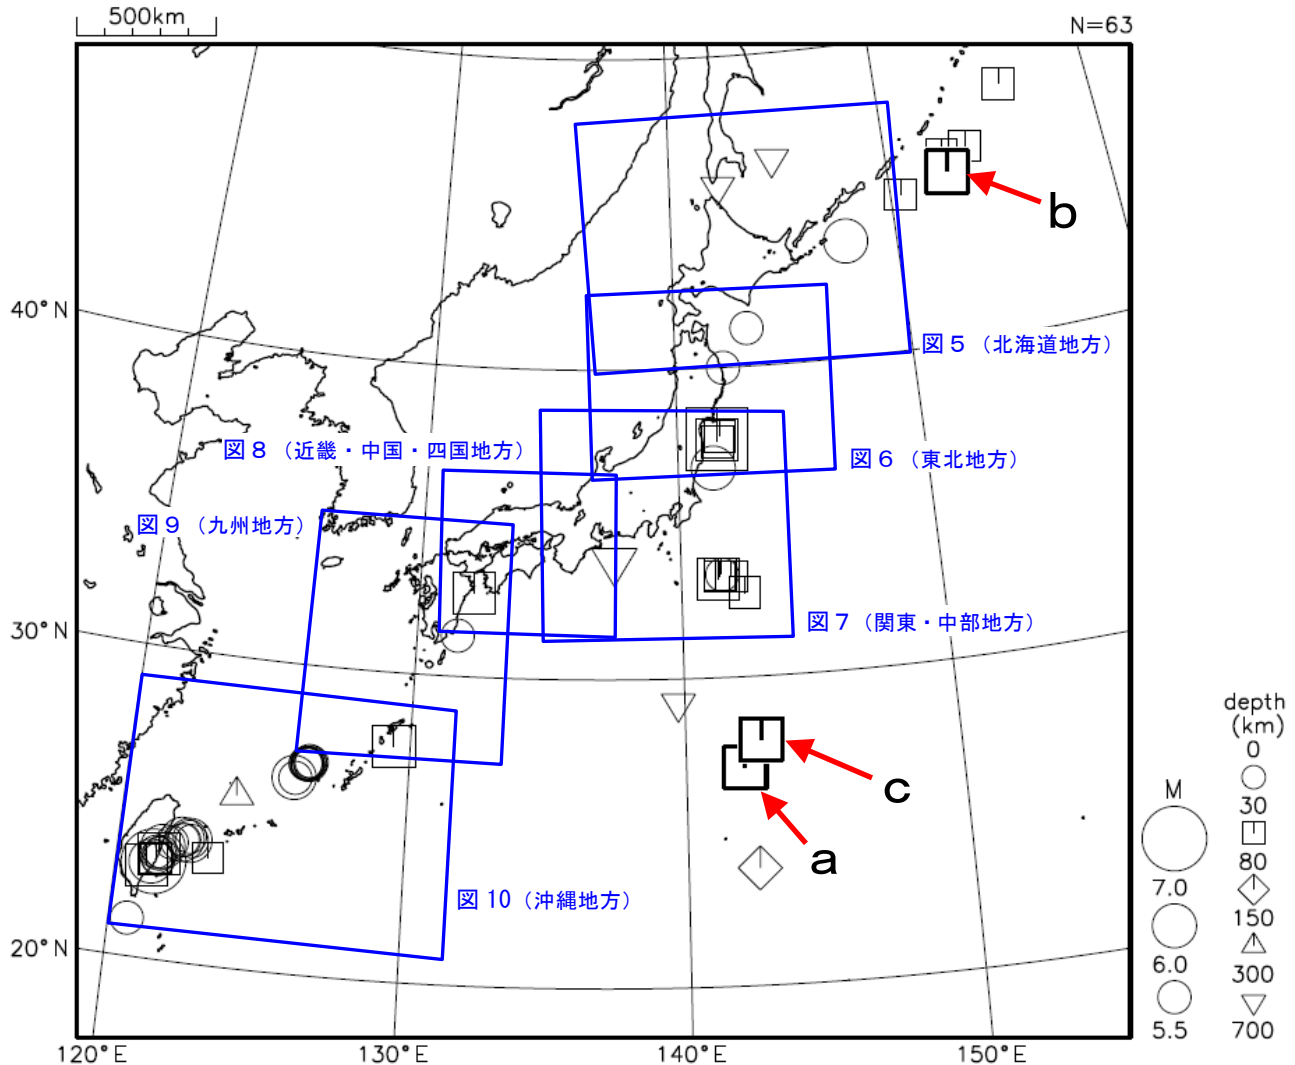 500km
N=63
b
40°N
図５（北海道地方）
図８（近畿・中国・四国地方）
図６（東北地方）
図９（九州地方）
30°N
図７（関東・中部地方）
depth
(km)
0
30
80
150
300
700
M
7.0
6.0
5.5
c
a
図10（沖縄地方）
20°N
120°E
130°E
140°E
150°E